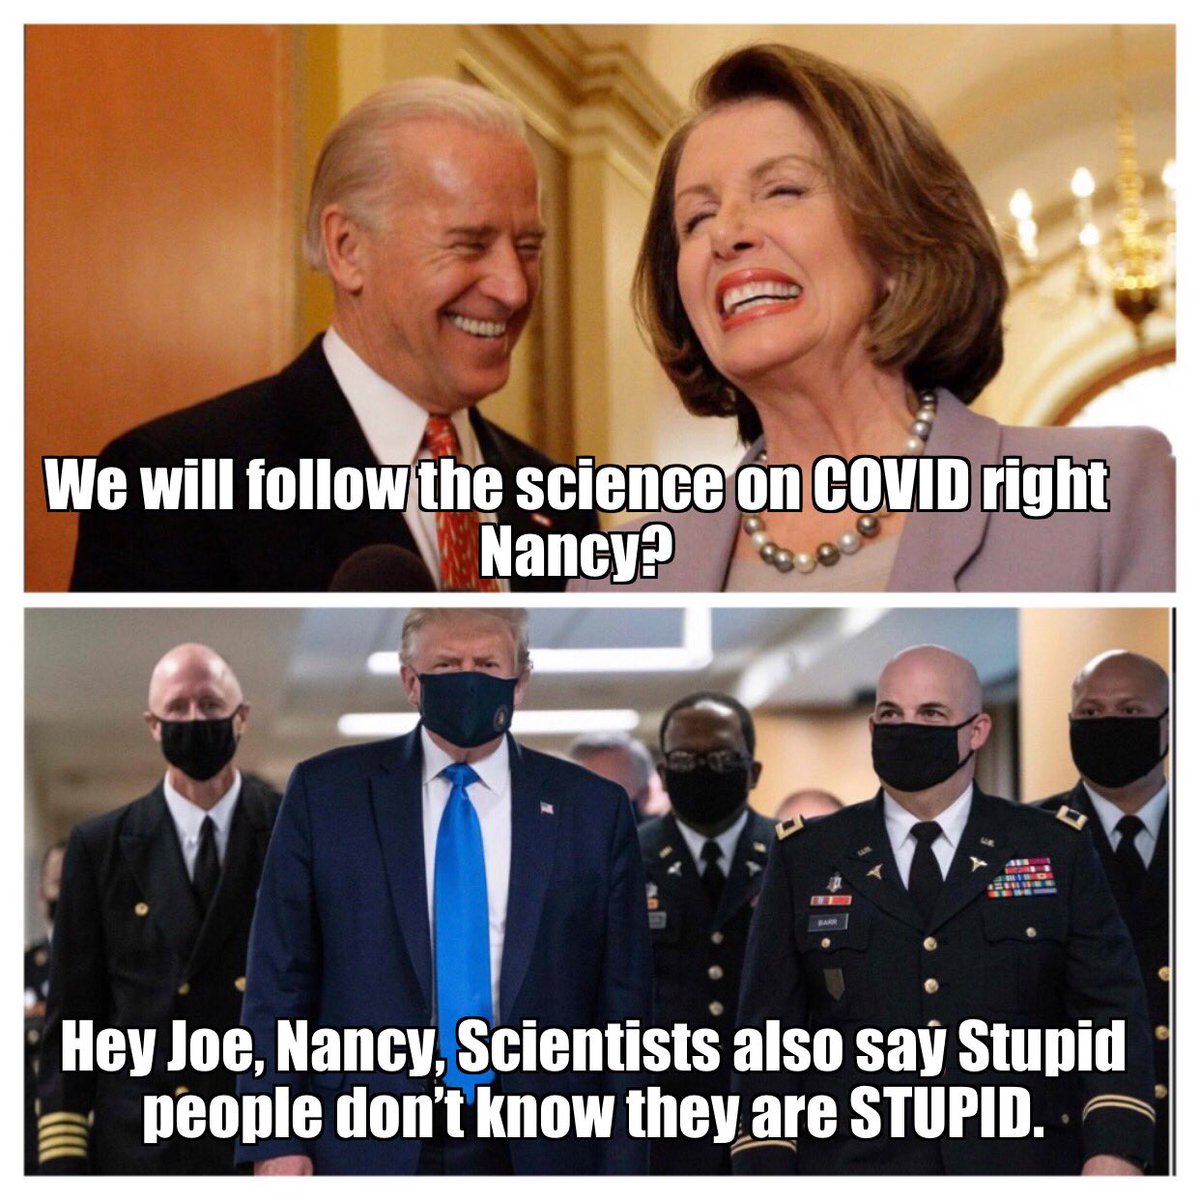 We will follow the science on COVID right
Nancy?
BARR
Hey Joe, Nancy, Scientists also say Stupid
people don't know they are STUPID.